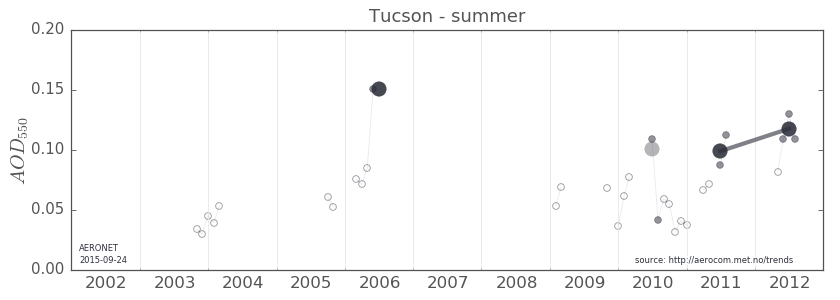 Tucson - summer
0.20
0.15
0.10
0.05
0.00
AOD550
AERONET
2015-09-24
source: http://aerocom.met.no/trends
2002 2003 2004 2005 2006 2007 2008 2009 2010 2011 2012